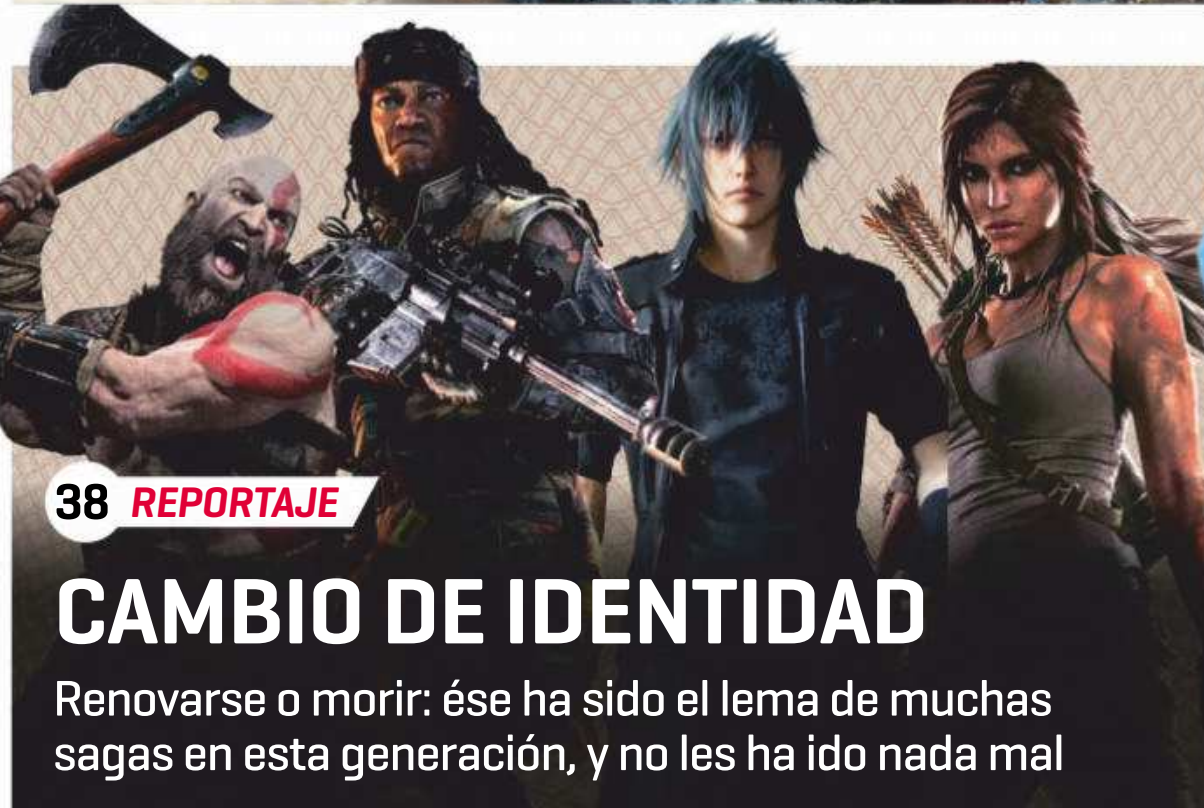 38 REPORTAJE
CAMBIO DE IDENTIDAD
Renovarse o morir: ése ha sido el lema de muchas
sagas en esta generación, y no les ha ido nada mal